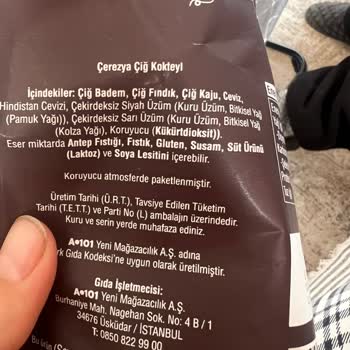 Çerezya Çiğ Kokteyl
İçindekiler: Çiğ Badem, Çiğ Fındık, Çiğ Kaju, Ceviz,
Hindistan Cevizi, Çekirdeksiz Siyah Üzüm (Kuru Üzüm, Bitkisel Yağ
(Pamuk Yağı)), Çekirdeksiz Sarı Üzüm (Kuru Üzüm, Bitkisel Yağ
(Kolza Yağı), Koruyucu (Kükürtdioksit)).
Eser miktarda Antep Fıstığı, Fıstık, Gluten, Susam, Süt Ürünü
(Laktoz) ve Soya Lesitini içerebilir.
Koruyucu atmosferde paketlenmiştir.
Üretim Tarihi (Ü.R.T.), Tavsiye Edilen Tüketim
Tarihi (T.E.T.T.) ve Parti No (L) ambalajın üzerindedir.
Kuru ve serin yerde muhafaza ediniz.
A101 Yeni Mağazacılık A.Ş. adına
Gıda Kodeksi'ne uygun olarak üretilmiştir.
Gıda İşletmecisi:
A101 Yeni Mağazacılık A.Ş.
Burhaniye Mah. Nagehan Sok. No: 4 B / 1
34676 Üsküdar / İSTANBUL
T: 0850 822 99 00
Bu ürün